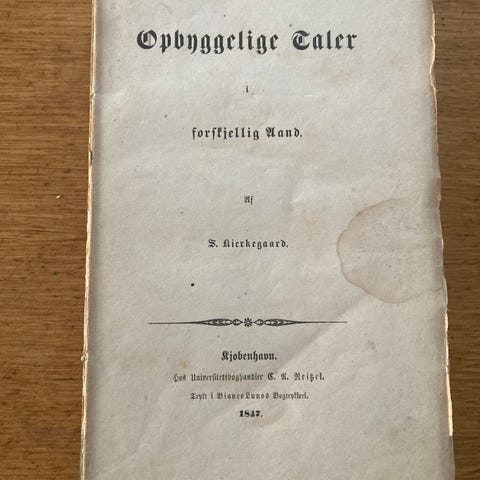 Opbyggelige Taler
i
forskjellig Aand.
Af
S. Kierkegaard.
Kjøbenhavn.
Hos Universitetsboghandler C. A. Reitzel.
Trykt i Bianco Lunos Bogtrykkeri.
1847.